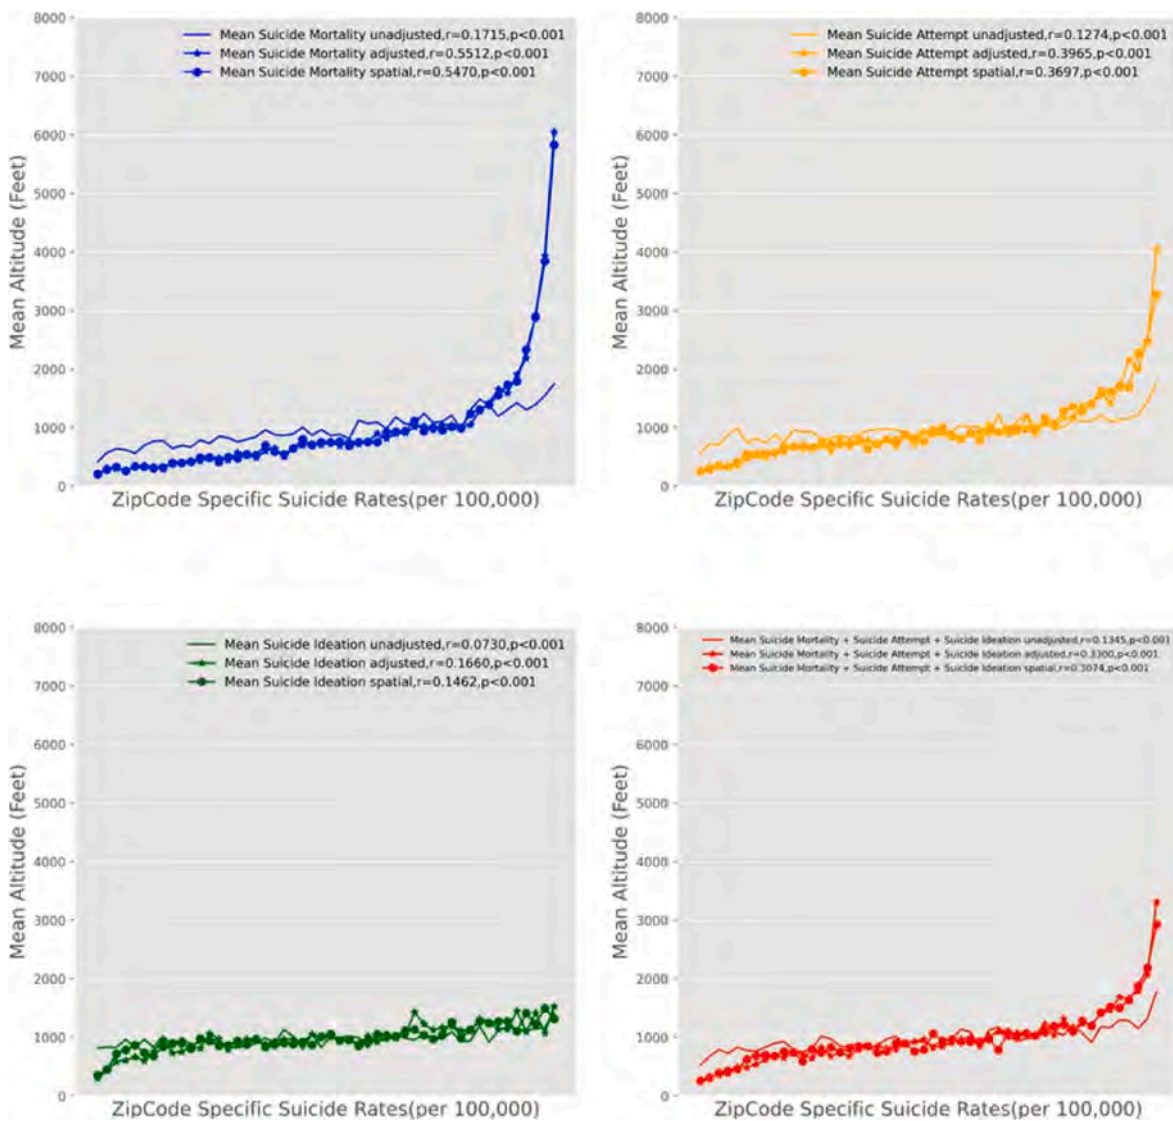 8000
7000
6000
5000
4000
3000
2000
1000
0
Mean Altitude (Feet)
Mean Suicide Mortality unadjusted,r=0.1715,p<0.001
Mean Suicide Mortality adjusted,r=0.5512,p<0.001
Mean Suicide Mortality spatial,r=0.5470,p<0.001
ZipCode Specific Suicide Rates(per 100,000)
8000
7000
6000
5000
4000
3000
2000
1000
0
Mean Altitude (Feet)
Mean Suicide Attempt unadjusted,r=0.1274,p<0.001
Mean Suicide Attempt adjusted,r=0.3965,p<0.001
Mean Suicide Attempt spatial,r=0.3697,p<0.001
ZipCode Specific Suicide Rates(per 100,000)
8000
7000
6000
5000
4000
3000
2000
1000
0
Mean Altitude (Feet)
Mean Suicide Ideation unadjusted,r=0.0730,p<0.001
Mean Suicide Ideation adjusted,r=0.1660,p<0.001
Mean Suicide Ideation spatial,r=0.1462,p<0.001
ZipCode Specific Suicide Rates(per 100,000)
8000
7000
6000
5000
4000
3000
2000
1000
0
Mean Altitude (Feet)
Mean Suicide Mortality + Suicide Attempt + Suicide Ideation unadjusted,r=0.1345,p<0.001
Mean Suicide Mortality + Suicide Attempt + Suicide Ideation adjusted,r=0.3300,p<0.001
Mean Suicide Mortality + Suicide Attempt + Suicide Ideation spatial,r=0.3074,p<0.001
ZipCode Specific Suicide Rates(per 100,000)